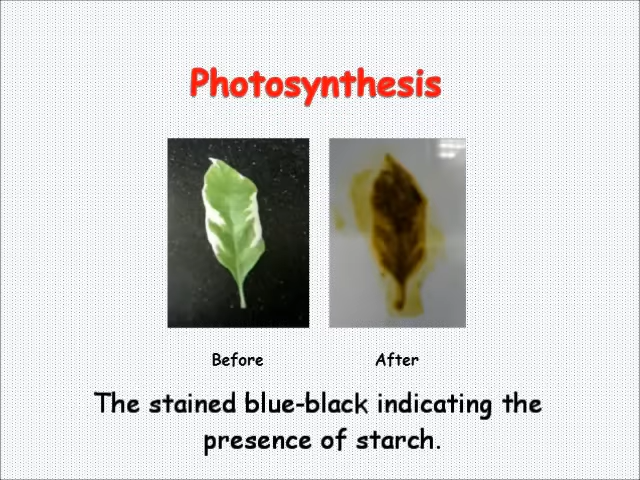 Photosynthesis
Before
After
The stained blue-black indicating the
presence of starch.